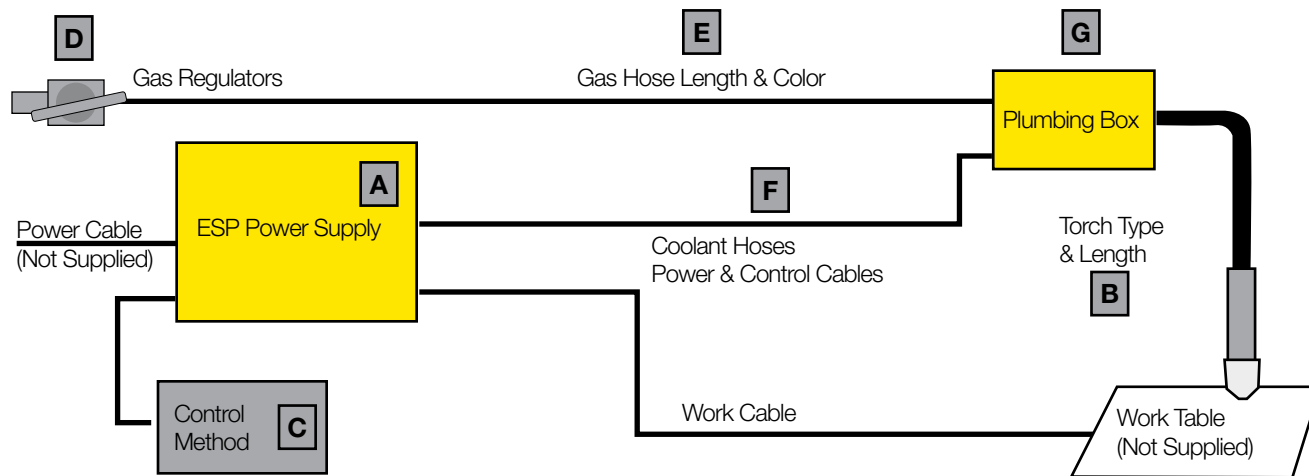 D
E
G
Gas Regulators
Gas Hose Length & Color
Plumbing Box
A
F
Power Cable
(Not Supplied)
ESP Power Supply
Coolant Hoses
Power & Control Cables
Torch Type
& Length
B
Control
Method
C
Work Cable
Work Table
(Not Supplied)